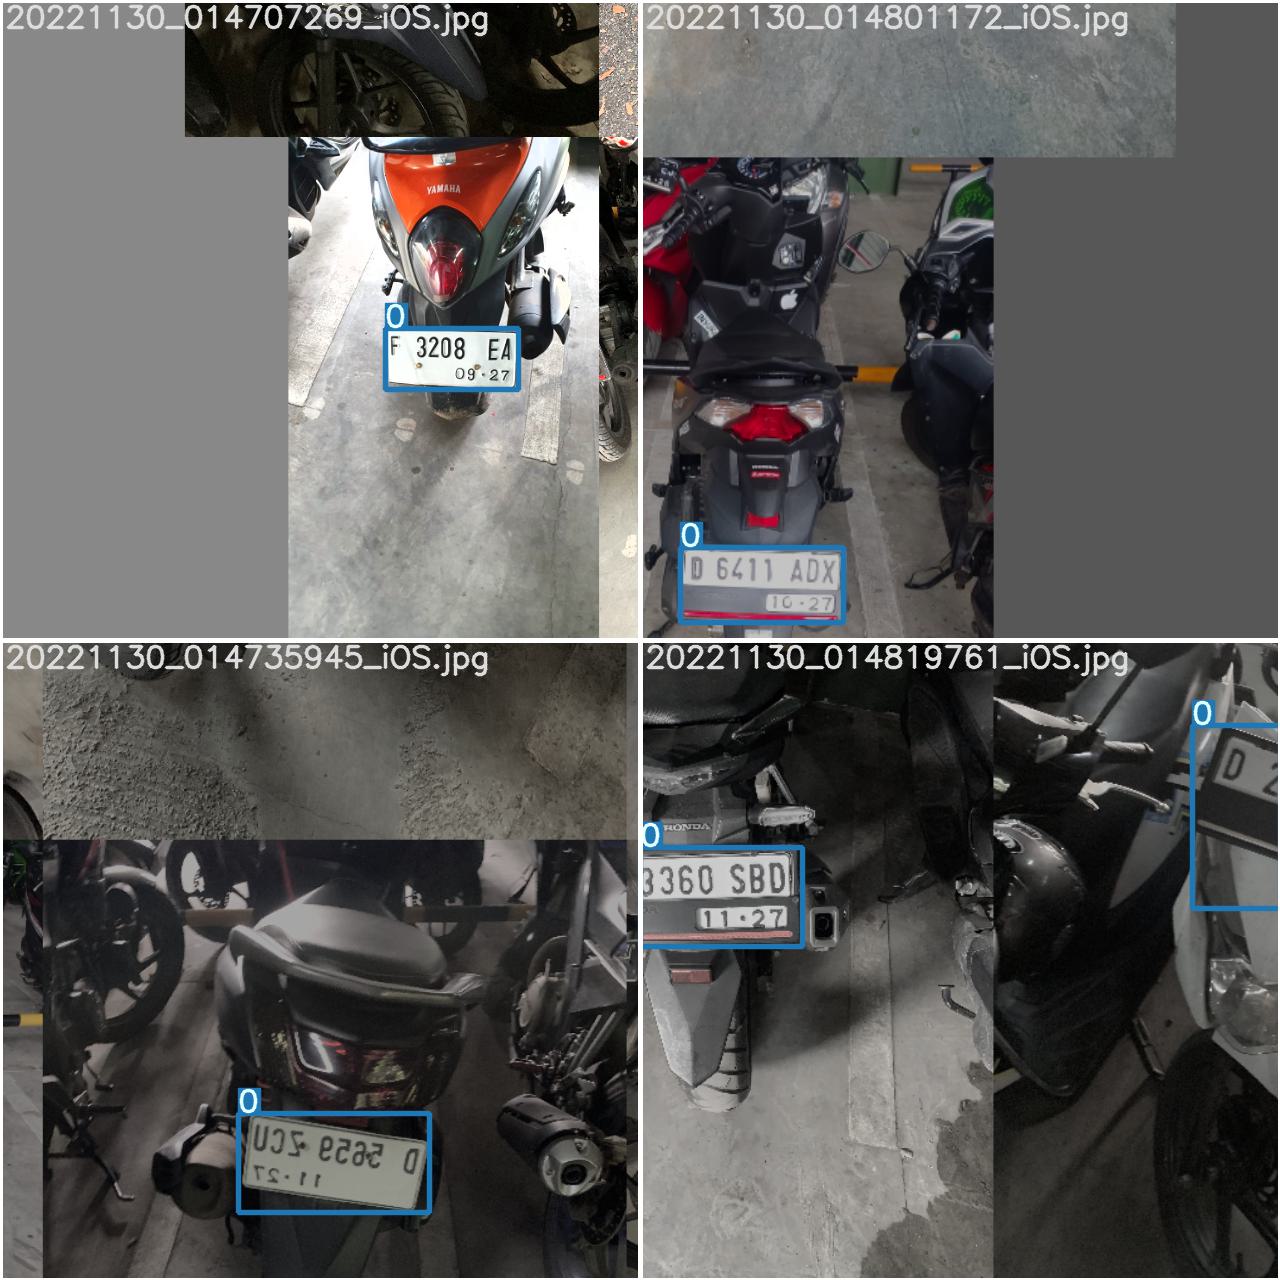 20221130_014707269_iOS.jpg
YAMAHA
0
F 3208 EA
09·27
20221130_014801172_iOS.jpg
0
D 6411 ADX
10·27
20221130_014735945_iOS.jpg
0
D 5659 ZCU
11·27
20221130_014819761_iOS.jpg
0
D 2
0
HONDA
3360 SBD
11·27